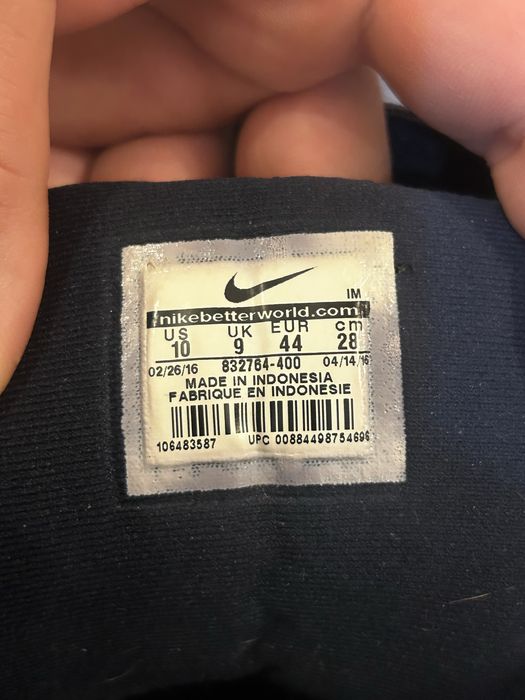 IM
nikebetterworld.com
US UK EUR cm
10 9 44 28
02/26/16 832764-400 04/14/16
MADE IN INDONESIA
FABRIQUE EN INDONESIE
106483587 UPC 00884498754696